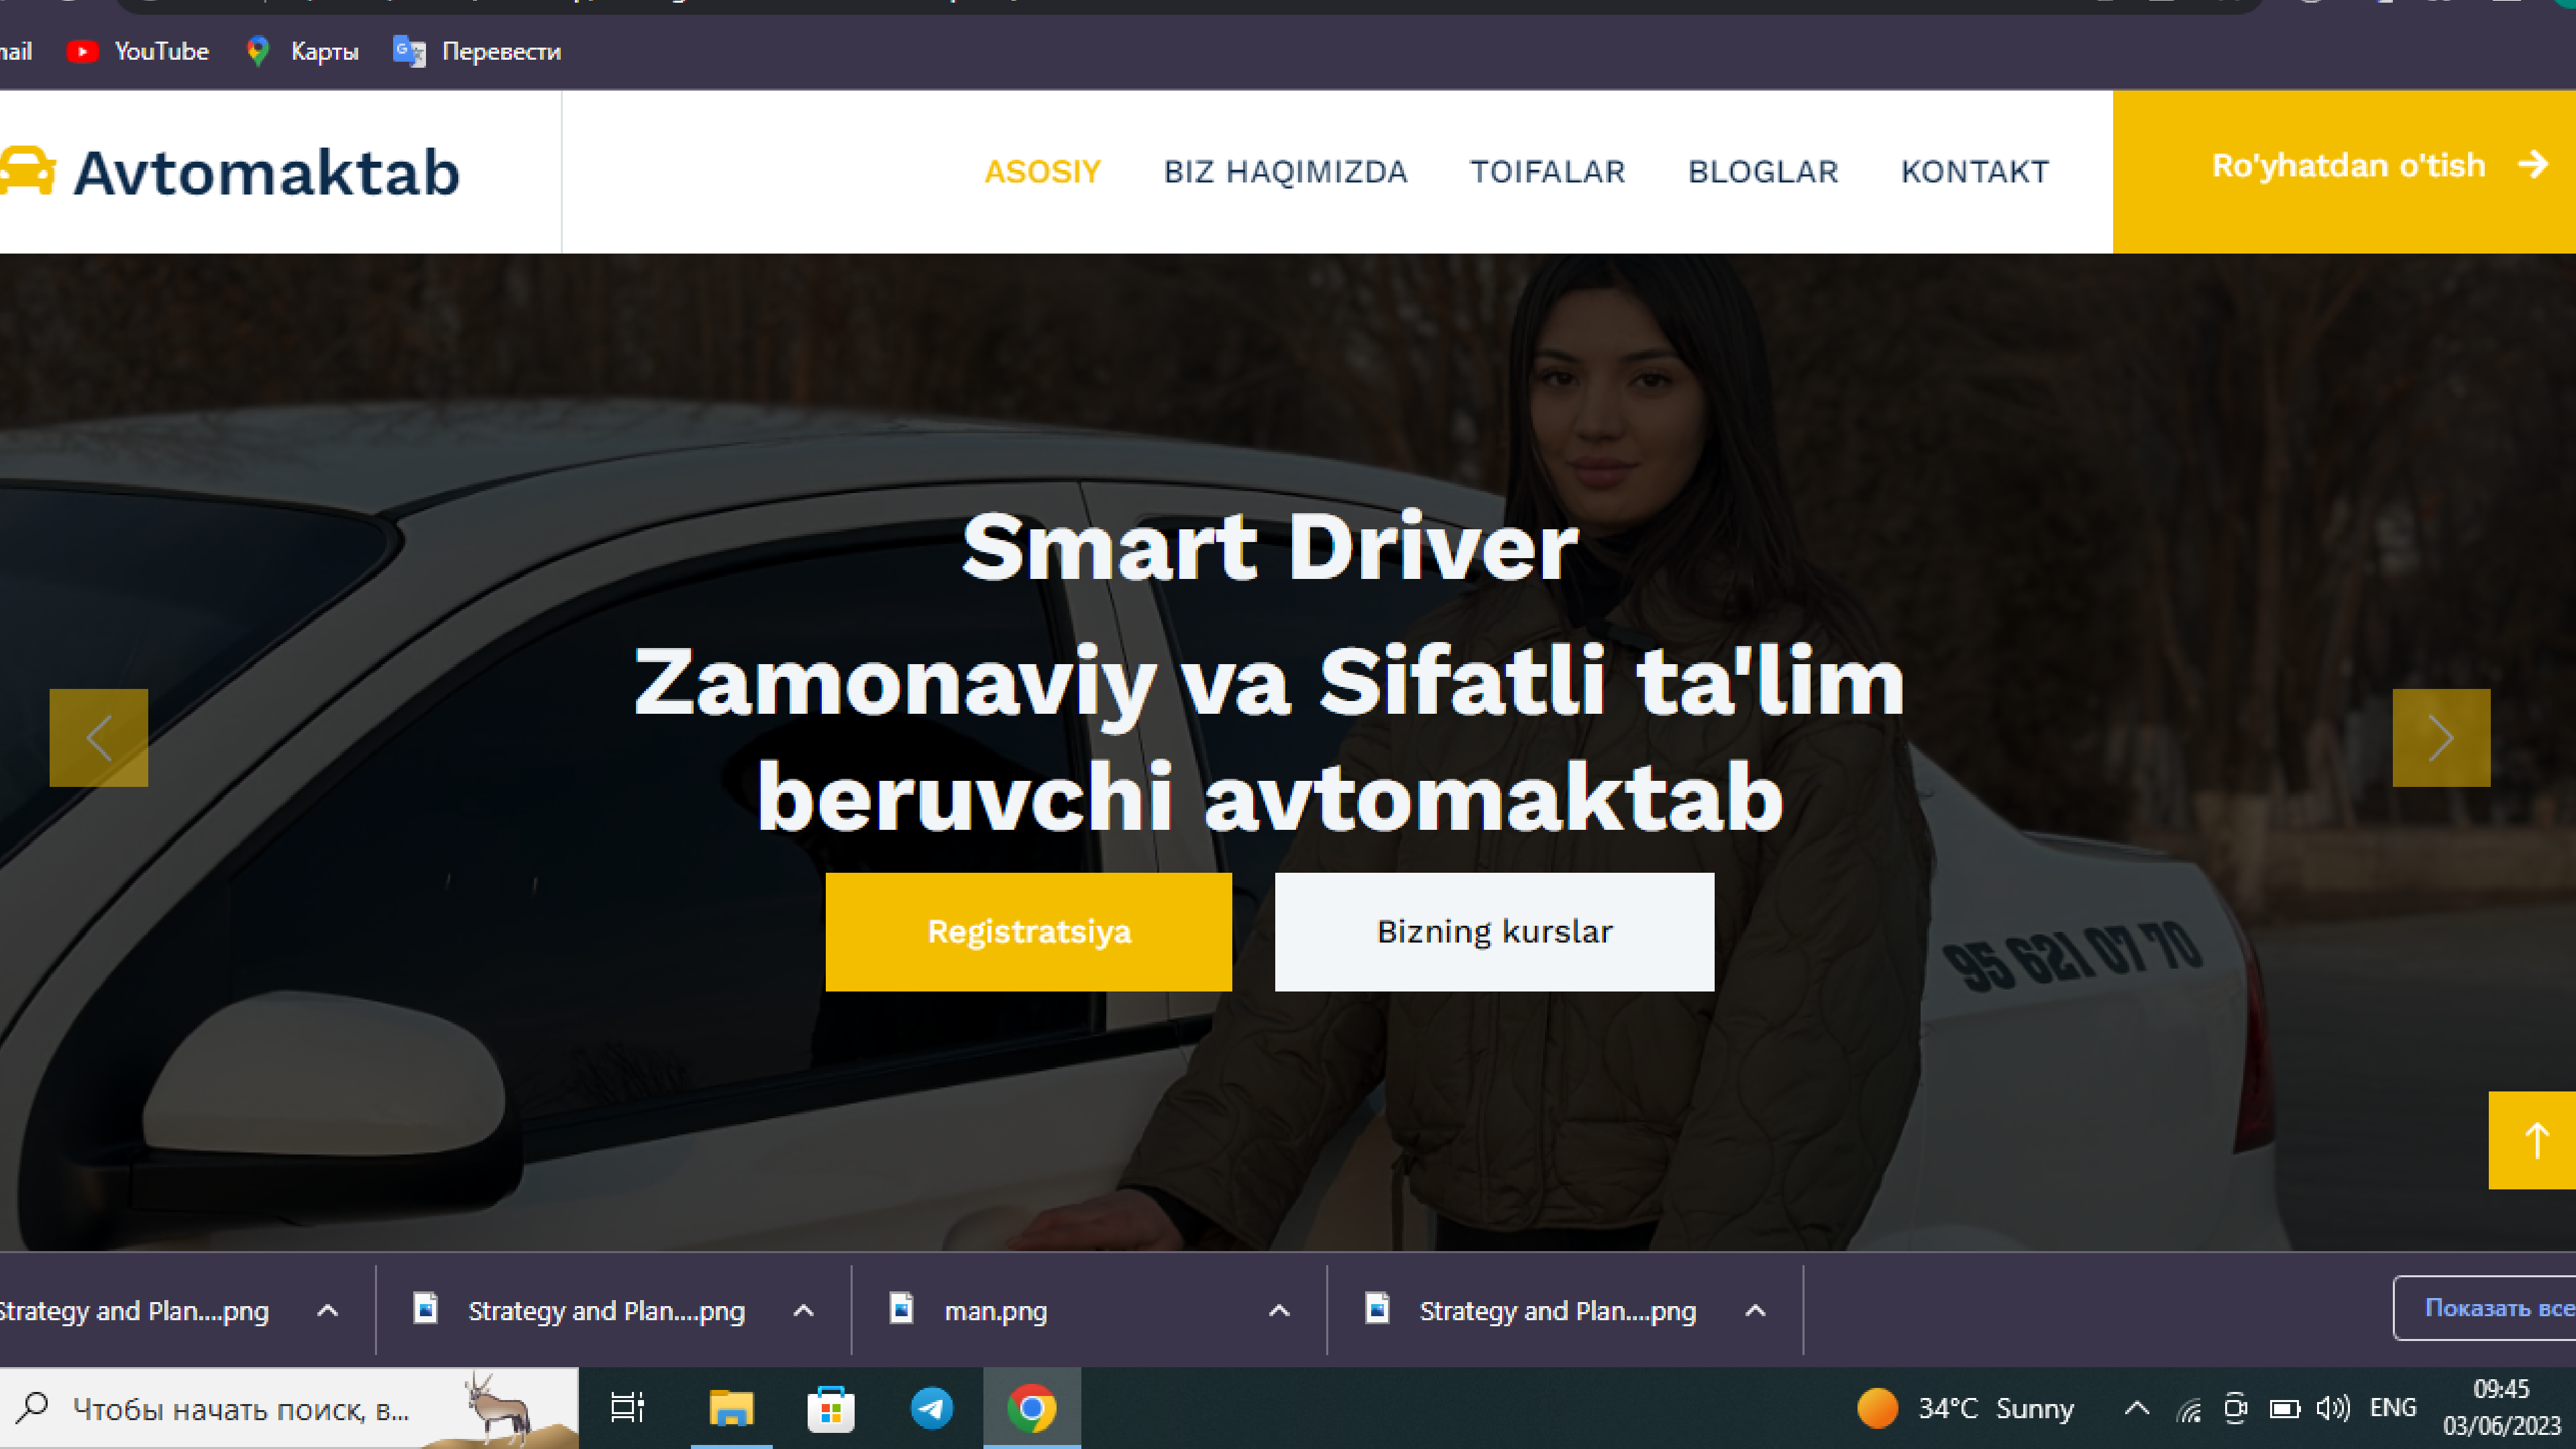 YouTube
Карты
Перевести
Avtomaktab
ASOSIY
BIZ HAQIMIZDA
TOIFALAR
BLOGLAR
KONTAKT
Ro'yhatdan o'tish
Smart Driver
Zamonaviy va Sifatli ta'lim
beruvchi avtomaktab
Registratsiya
Bizning kurslar
95 621 07 70
Strategy and Plan....png
Strategy and Plan....png
man.png
Strategy and Plan....png
Показать все
Чтобы начать поиск, в...
34°C Sunny
ENG
09:45
03/06/2023